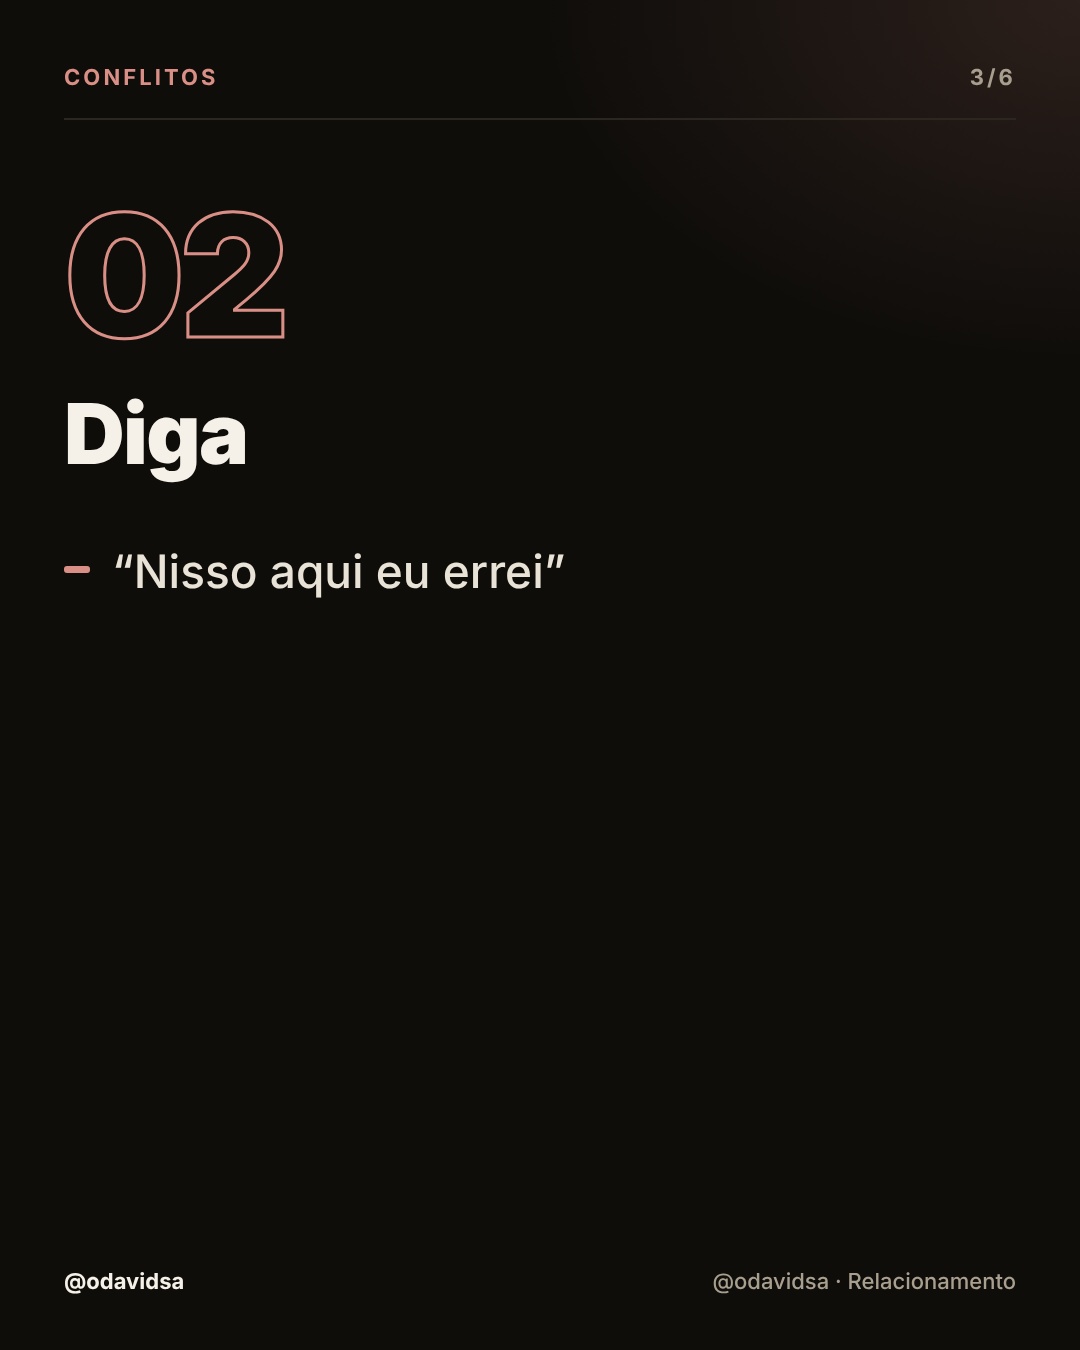 CONFLITOS
3/6
02
Diga
“Nisso aqui eu errei”
@odavidsa
@odavidsa · Relacionamento